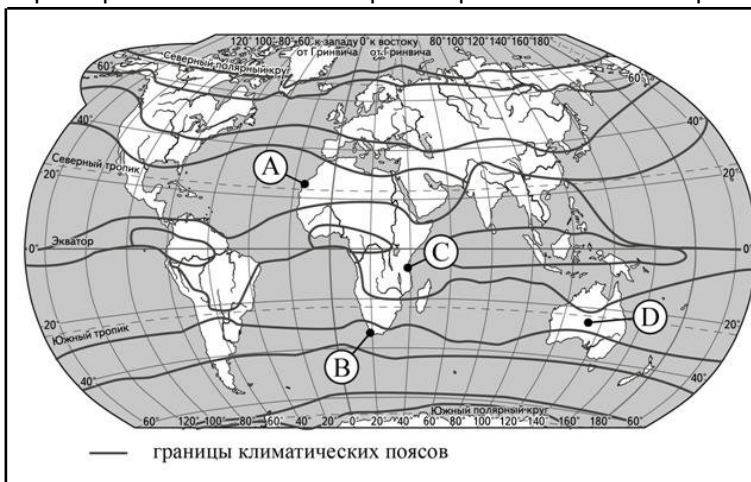 120° 100° 80° 60° к западу 0° к востоку 80° 100° 120° 140° 160° 180°
от Гринвича от Гринвича
Северный полярный круг
60° 60°
40° 40°
Северный тропик
20° 20°
A
Экватор
0° 0°
C
20° 20°
D
Южный тропик
B
40° 40°
Южный полярный круг
60° 120° 100° 80° 60° 40° 20° 0° 20° 40° 60° 80° 100° 120° 140° 160° 180° 60°
границы климатических поясов